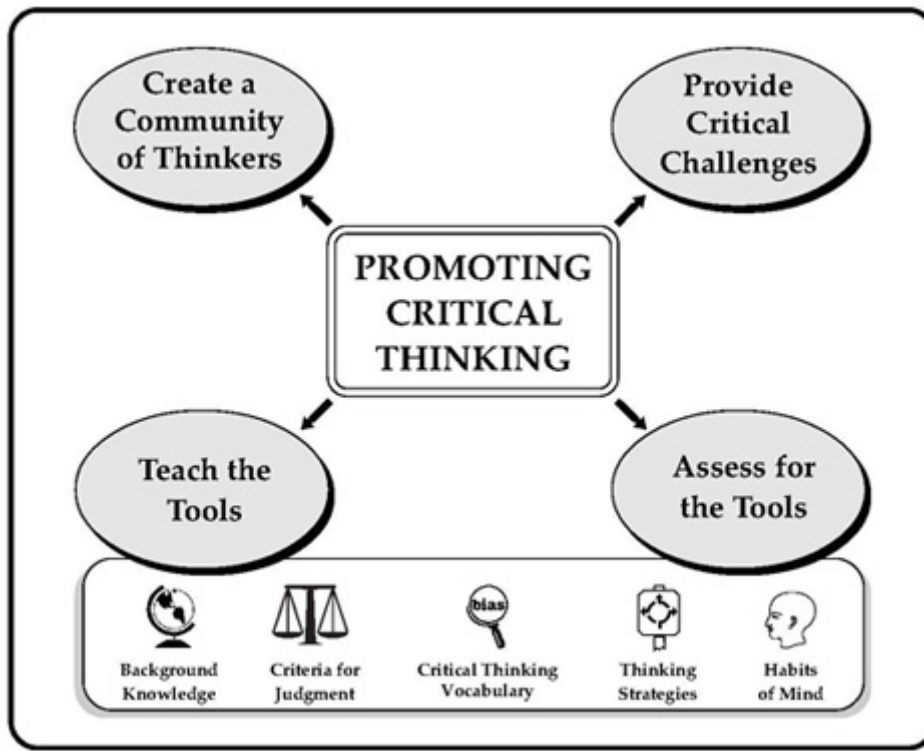 Create a
Community
of Thinkers
Provide
Critical
Challenges
PROMOTING
CRITICAL
THINKING
Teach the
Tools
Assess for
the Tools
bias
Background
Knowledge
Criteria for
Judgment
Critical Thinking
Vocabulary
Thinking
Strategies
Habits
of Mind